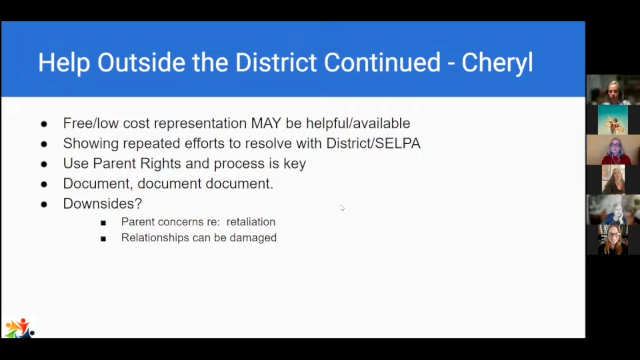 Help Outside the District Continued - Cheryl
● Free/low cost representation MAY be helpful/available
● Showing repeated efforts to resolve with District/SELPA
● Use Parent Rights and process is key
● Document, document document.
● Downsides?
■ Parent concerns re: retaliation
■ Relationships can be damaged